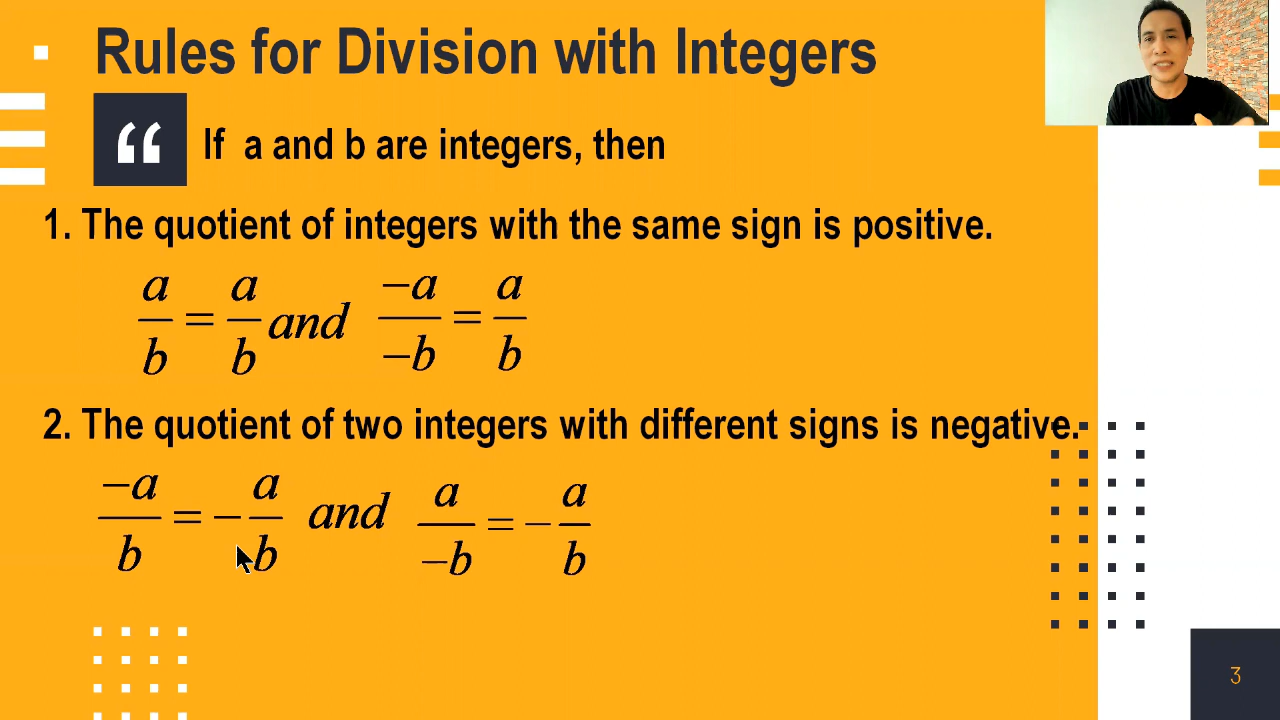 Rules for Division with Integers
“ If a and b are integers, then
1. The quotient of integers with the same sign is positive.
a/b = a/b and −a/−b = a/b
2. The quotient of two integers with different signs is negative.
−a/b = −a/b and a/−b = −a/b
3